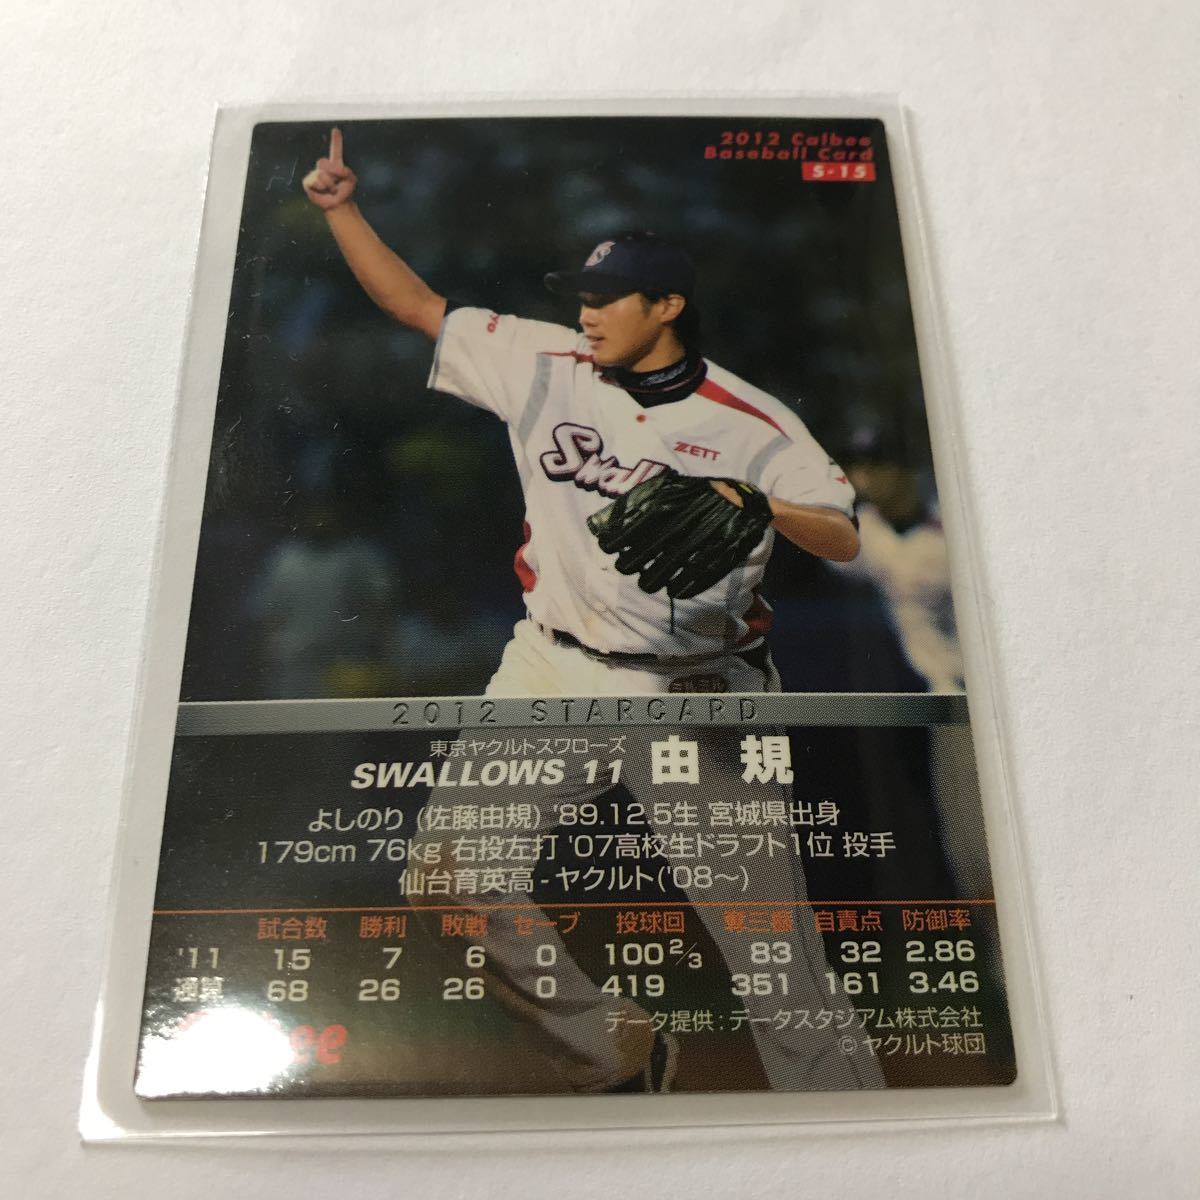 2012 Calbee
Baseball Card
S-15
ZETT
Swall
2012 STARCARD
東京ヤクルトスワローズ
SWALLOWS 11 由規
よしのり (佐藤由規) '89.12.5生 宮城県出身
179cm 76kg 右投左打 '07高校生ドラフト1位 投手
仙台育英高-ヤクルト('08〜)
試合数 勝利 敗戦 セーブ 投球回 奪三振 自責点 防御率
'11 15 7 6 0 100 2/3 83 32 2.86
通算 68 26 26 0 419 351 161 3.46
データ提供:データスタジアム株式会社
© ヤクルト球団